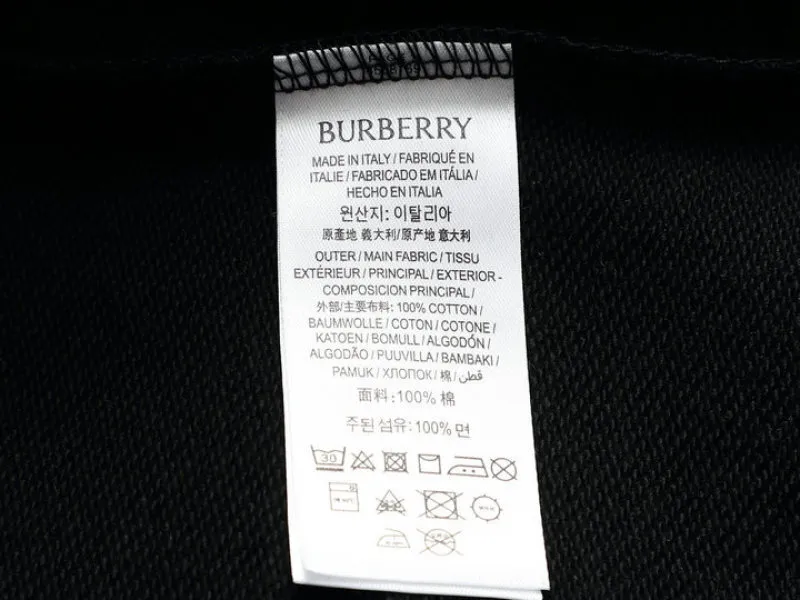 BURBERRY
MADE IN ITALY / FABRIQUÉ EN
ITALIE / FABRICADO EM ITÁLIA /
HECHO EN ITALIA
원산지: 이탈리아
原產地 義大利/原产地 意大利
OUTER / MAIN FABRIC / TISSU
EXTÉRIEUR / PRINCIPAL / EXTERIOR -
COMPOSICION PRINCIPAL /
外部/主要布料: 100% COTTON /
BAUMWOLLE / COTON / COTONE /
KATOEN / BOMULL / ALGODÓN /
ALGODÃO / PUUVILLA / BAMBAKI /
PAMUK / ХЛОПОК / 棉 / قطن
面料:100% 棉
주된 섬유: 100% 면
30